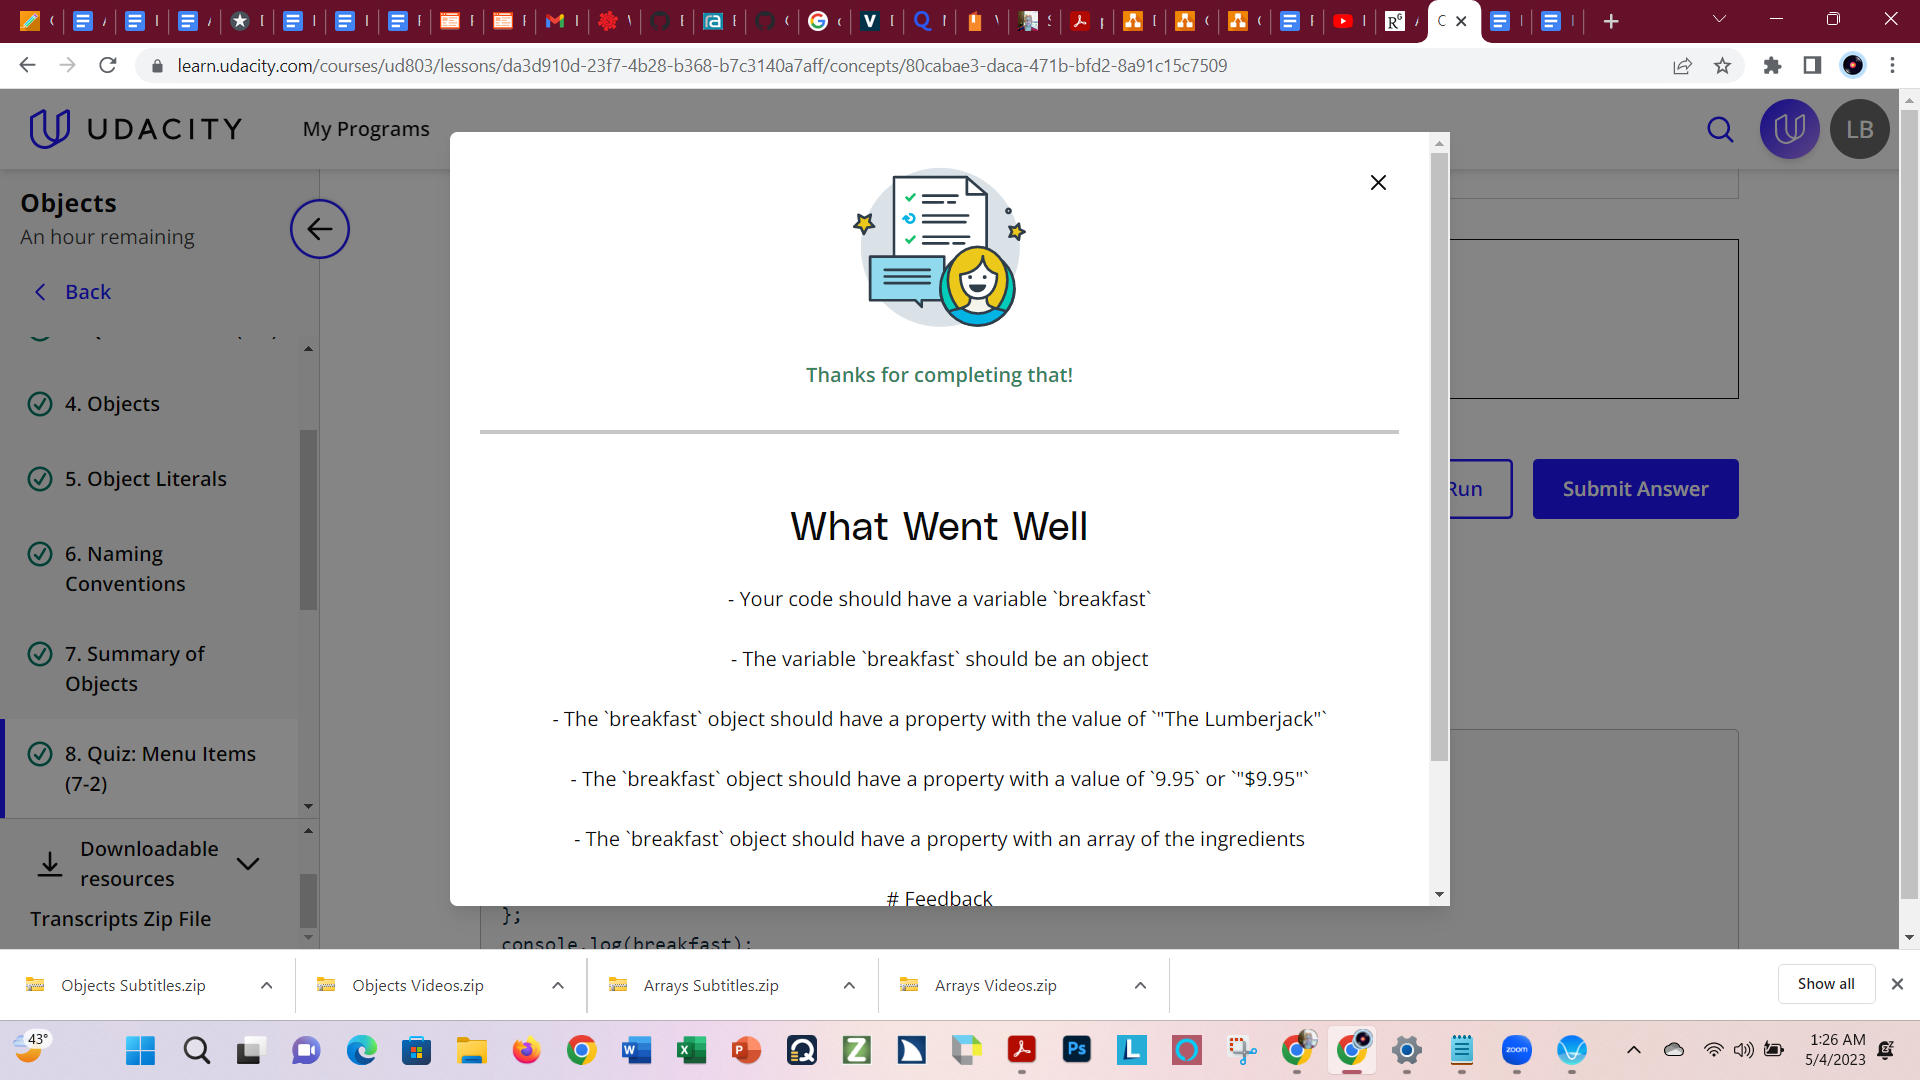 learn.udacity.com/courses/ud803/lessons/da3d910d-23f7-4b28-b368-b7c3140a7aff/concepts/80cabae3-daca-471b-bfd2-8a91c15c7509
UDACITY
My Programs
LB
Objects
An hour remaining
Back
4. Objects
5. Object Literals
6. Naming
Conventions
7. Summary of
Objects
8. Quiz: Menu Items
(7-2)
Downloadable
resources
Transcripts Zip File
Thanks for completing that!
What Went Well
- Your code should have a variable `breakfast`
- The variable `breakfast` should be an object
- The `breakfast` object should have a property with the value of `"The Lumberjack"`
- The `breakfast` object should have a property with a value of `9.95` or `"$9.95"`
- The `breakfast` object should have a property with an array of the ingredients
# Feedback
Run
Submit Answer
};
console.log(breakfast);
Objects Subtitles.zip
Objects Videos.zip
Arrays Subtitles.zip
Arrays Videos.zip
Show all
43°
zoom
1:26 AM
5/4/2023